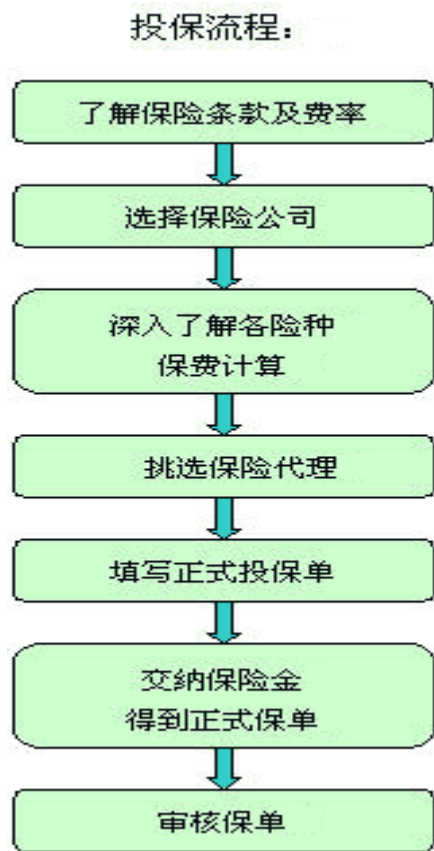 投保流程：
了解保险条款及费率
选择保险公司
深入了解各险种
保费计算
挑选保险代理
填写正式投保单
交纳保险金
得到正式保单
审核保单